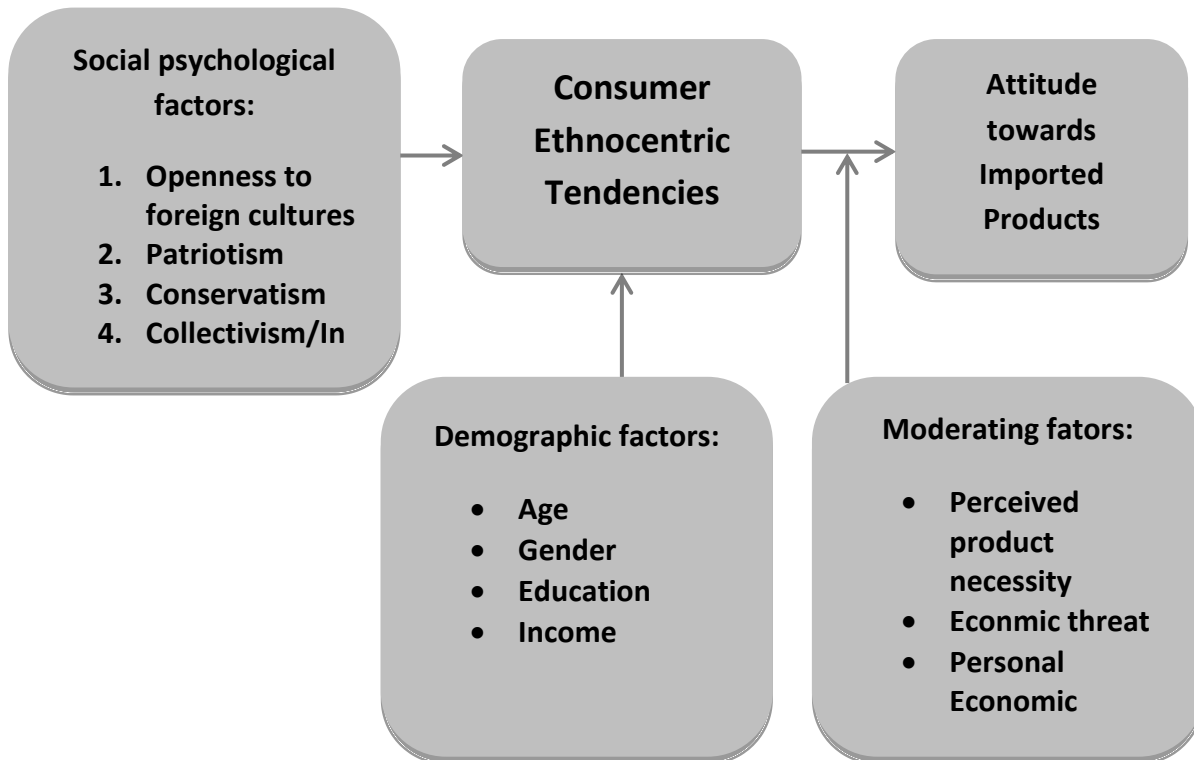 Social psychological
factors:
1. Openness to
foreign cultures
2. Patriotism
3. Conservatism
4. Collectivism/In
Consumer
Ethnocentric
Tendencies
Attitude
towards
Imported
Products
Demographic factors:
• Age
• Gender
• Education
• Income
Moderating fators:
• Perceived
product
necessity
• Econmic threat
• Personal
Economic